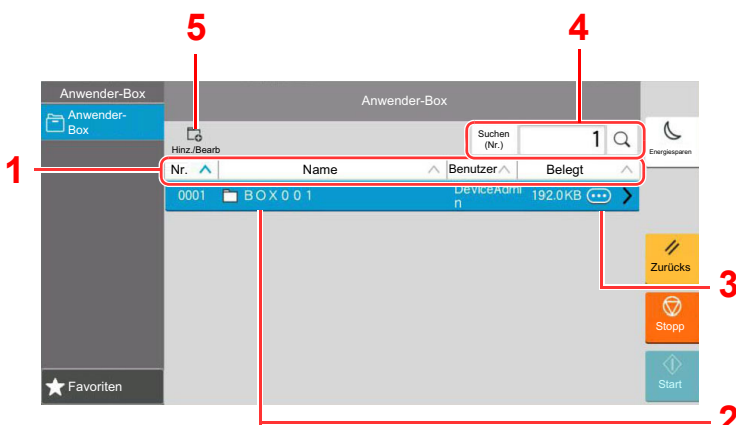 5
4
Anwender-Box
Anwender-Box
Anwender-
Box
Hinz./Bearb
Suchen
(Nr.)
1
Energiesparen
1
Nr. Name Benutzer Belegt
0001 BOX001 DeviceAdmi
n 192.0KB
3
Zurücks
Stopp
Start
Favoriten
2